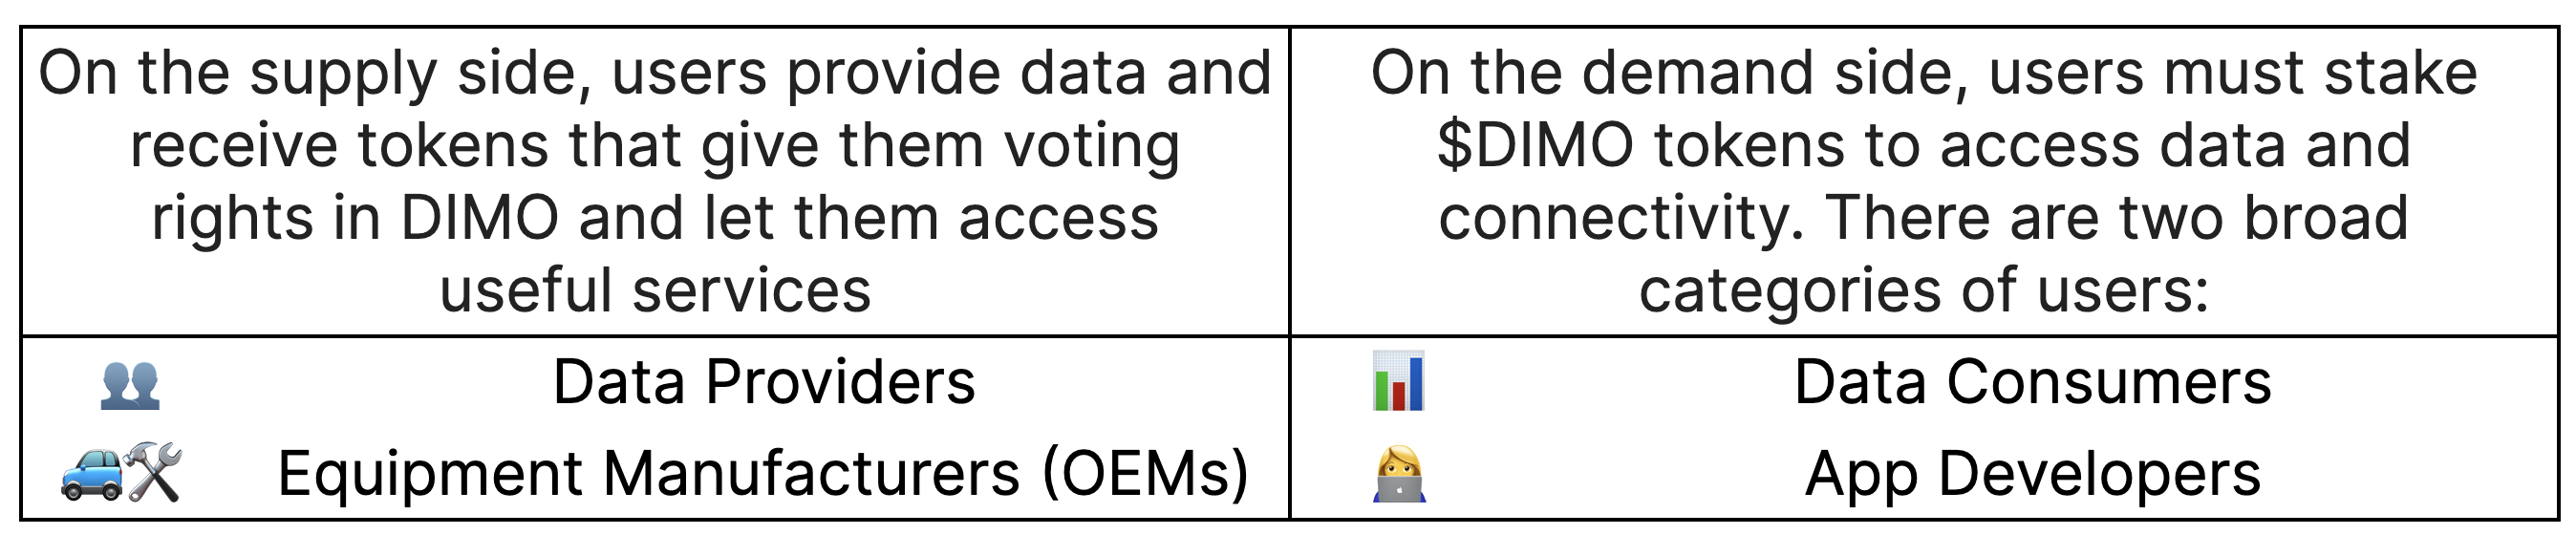 On the supply side, users provide data and
receive tokens that give them voting
rights in DIMO and let them access
useful services
On the demand side, users must stake
$DIMO tokens to access data and
connectivity. There are two broad
categories of users:
Data Providers
Equipment Manufacturers (OEMs)
Data Consumers
App Developers